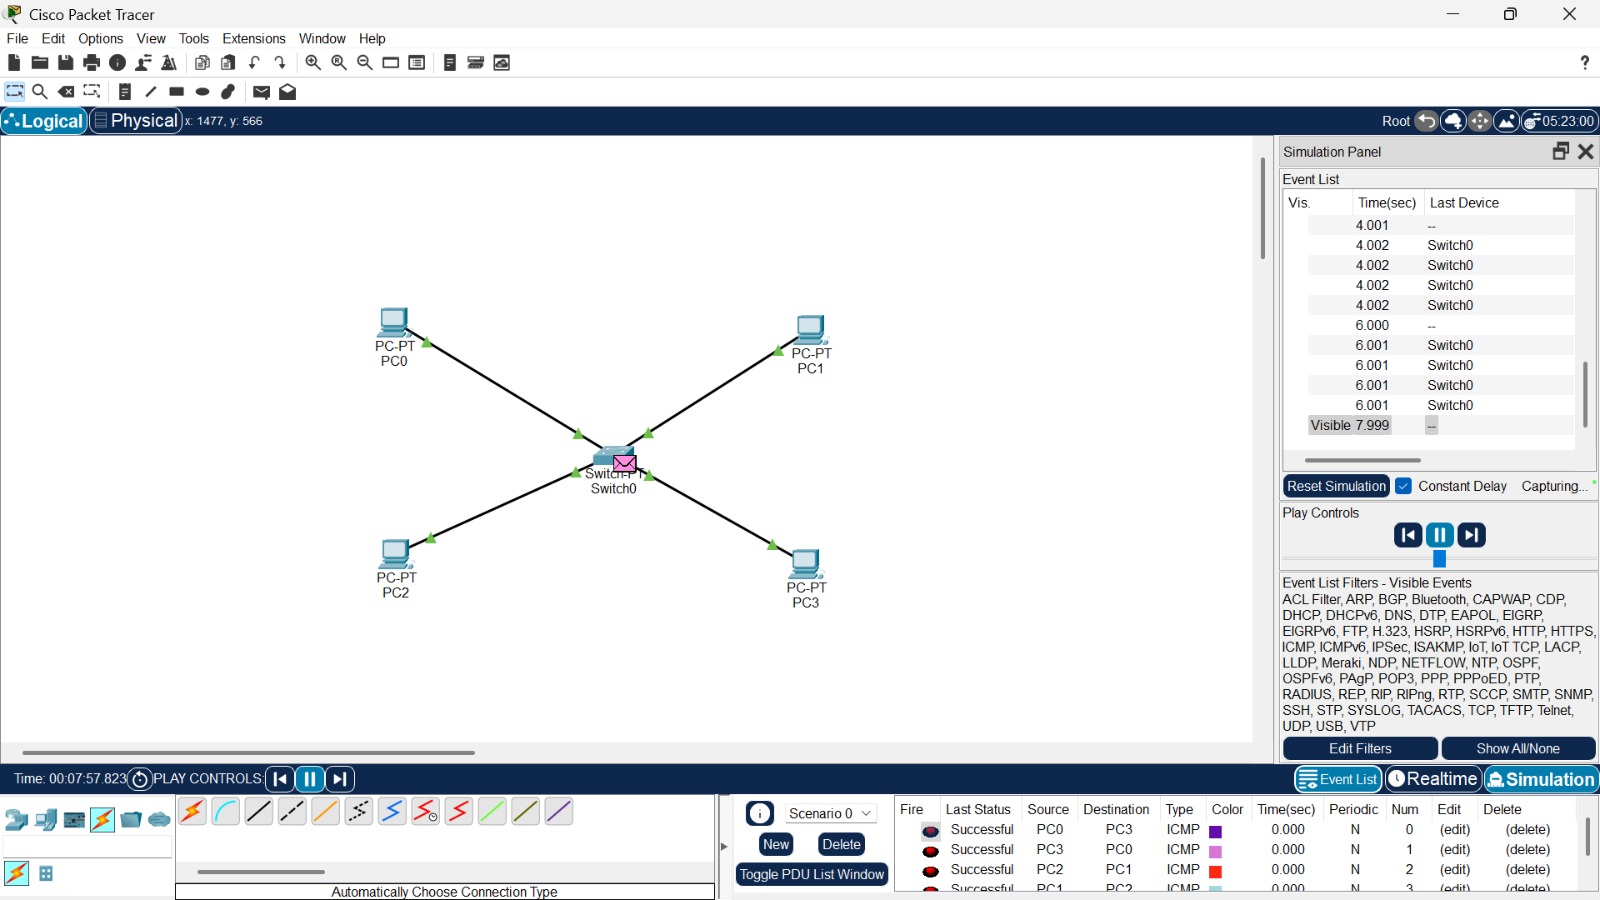 Cisco Packet Tracer
File Edit Options View Tools Extensions Window Help
?
Logical Physical x: 1477, y: 566
Root 05:23:00
Simulation Panel
Event List
Vis. Time(sec) Last Device
4.001 --
4.002 Switch0
4.002 Switch0
4.002 Switch0
4.002 Switch0
6.000 --
6.001 Switch0
6.001 Switch0
6.001 Switch0
6.001 Switch0
Visible 7.999 --
Reset Simulation Constant Delay Capturing... *
Play Controls
Event List Filters - Visible Events
ACL Filter, ARP, BGP, Bluetooth, CAPWAP, CDP,
DHCP, DHCPv6, DNS, DTP, EAPOL, EIGRP,
EIGRPv6, FTP, H.323, HSRP, HSRPv6, HTTP, HTTPS,
ICMP, ICMPv6, IPSec, ISAKMP, IoT, IoT TCP, LACP,
LLDP, Meraki, NDP, NETFLOW, NTP, OSPF,
OSPFv6, PAgP, POP3, PPP, PPPoED, PTP,
RADIUS, REP, RIP, RIPng, RTP, SCCP, SMTP, SNMP,
SSH, STP, SYSLOG, TACACS, TCP, TFTP, Telnet,
UDP, USB, VTP
Edit Filters Show All/None
PC-PT
PC0
PC-PT
PC1
Switch-PT
Switch0
PC-PT
PC2
PC-PT
PC3
Time: 00:07:57.823 PLAY CONTROLS:
Event List Realtime Simulation
Automatically Choose Connection Type
Scenario 0
New Delete
Toggle PDU List Window
Fire Last Status Source Destination Type Color Time(sec) Periodic Num Edit Delete
Successful PC0 PC3 ICMP 0.000 N 0 (edit) (delete)
Successful PC3 PC0 ICMP 0.000 N 1 (edit) (delete)
Successful PC2 PC1 ICMP 0.000 N 2 (edit) (delete)
Successful PC1 PC2 ICMP 0.000 N 3 (edit) (delete)